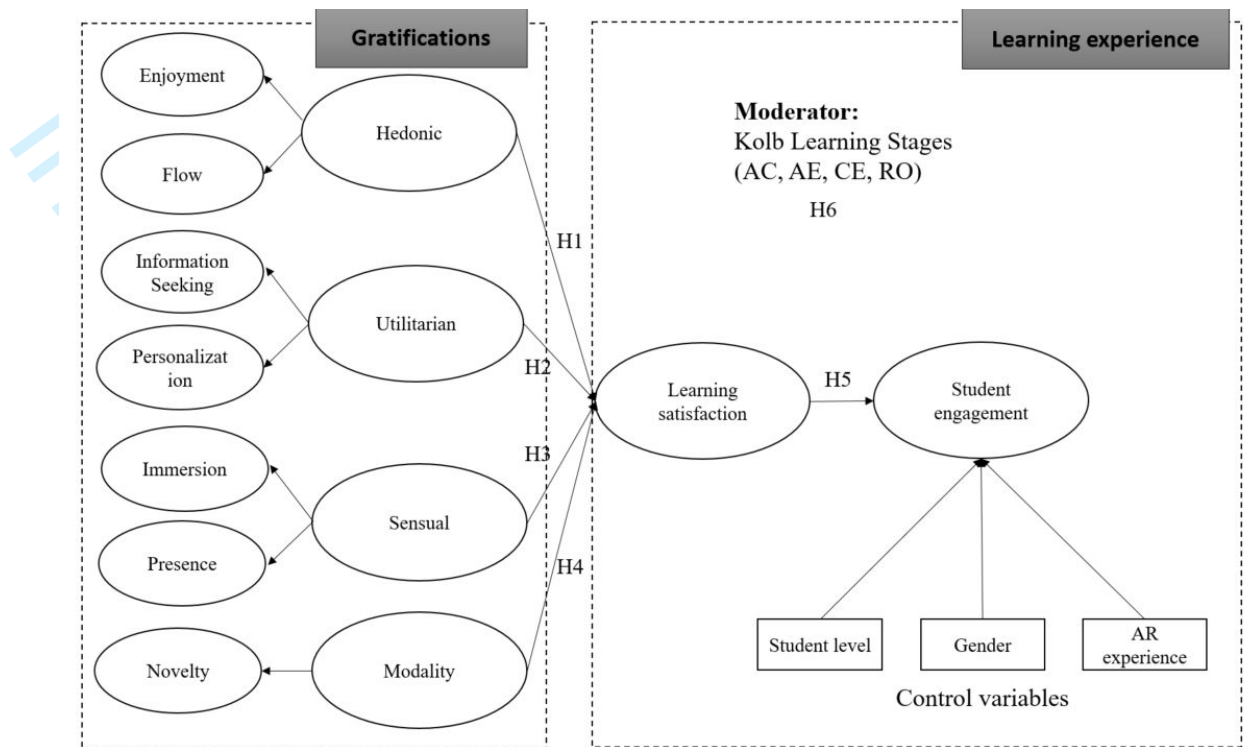 Gratifications
Enjoyment
Hedonic
Flow
Information
Seeking
Utilitarian
Personalizat
ion
Immersion
Sensual
Presence
Novelty
Modality
H1
H2
H3
H4
Learning experience
Moderator:
Kolb Learning Stages
(AC, AE, CE, RO)
H6
Learning
satisfaction
H5
Student
engagement
Student level
Gender
AR
experience
Control variables